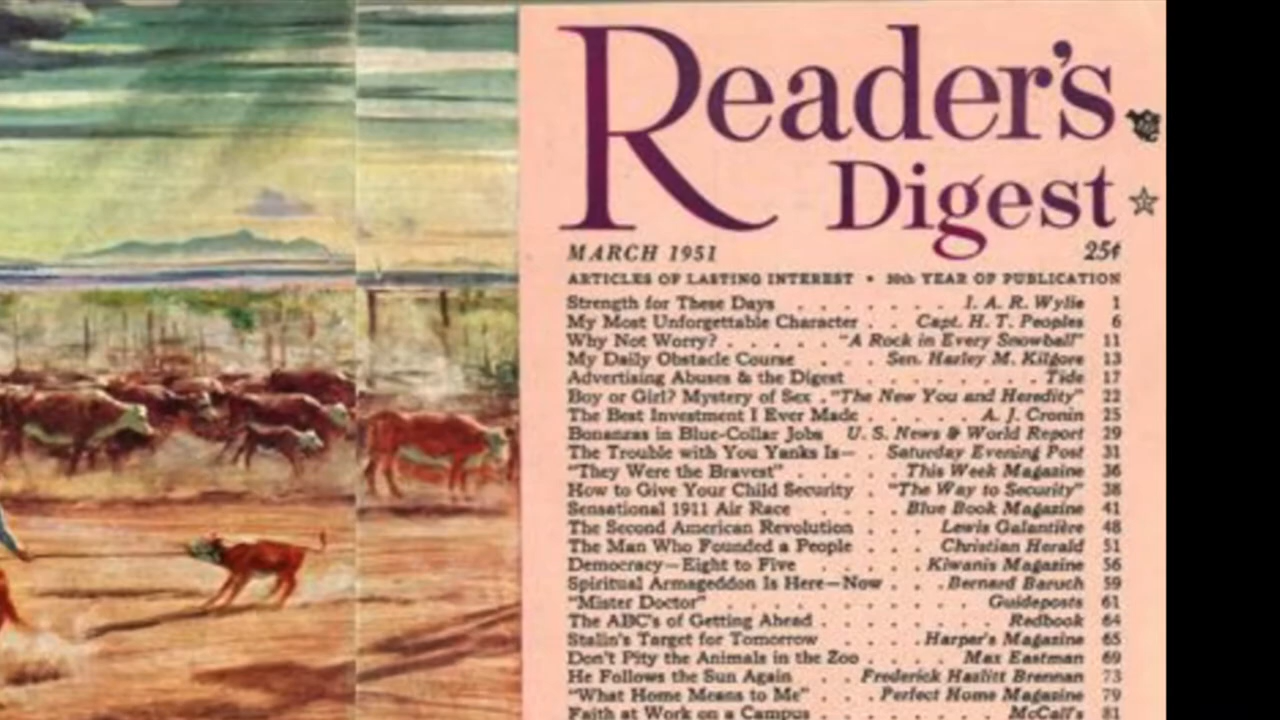 Reader's
Digest
MARCH 1951 25¢
ARTICLES OF LASTING INTEREST • 30th YEAR OF PUBLICATION
Strength for These Days . . . . . . . . I. A. R. Wylie 1
My Most Unforgettable Character . . Capt. H. T. Peoples 6
Why Not Worry? . . . . . "A Rock in Every Snowball" 11
My Daily Obstacle Course . . . Sen. Harley M. Kilgore 13
Advertising Abuses & the Digest . . . . . . . . . Tide 17
Boy or Girl? Mystery of Sex . "The New You and Heredity" 22
The Best Investment I Ever Made . . . . . . A. J. Cronin 25
Bonanzas in Blue-Collar Jobs U. S. News & World Report 29
The Trouble with You Yanks Is— . Saturday Evening Post 31
"They Were the Bravest" . . . . . This Week Magazine 36
How to Give Your Child Security . "The Way to Security" 38
Sensational 1911 Air Race . . . . Blue Book Magazine 41
The Second American Revolution . . . Lewis Galantière 48
The Man Who Founded a People . . . Christian Herald 51
Democracy—Eight to Five . . . . . Kiwanis Magazine 56
Spiritual Armageddon Is Here—Now . . . Bernard Baruch 59
"Mister Doctor" . . . . . . . . . . . . Guideposts 61
The ABC's of Getting Ahead . . . . . . . . Redbook 64
Stalin's Target for Tomorrow . . . . Harper's Magazine 65
Don't Pity the Animals in the Zoo . . . . Max Eastman 69
He Follows the Sun Again . . Frederick Hazlitt Brennan 73
"What Home Means to Me" . . . Perfect Home Magazine 79
Faith at Work on a Campus . . . . . . . . McCall's 81